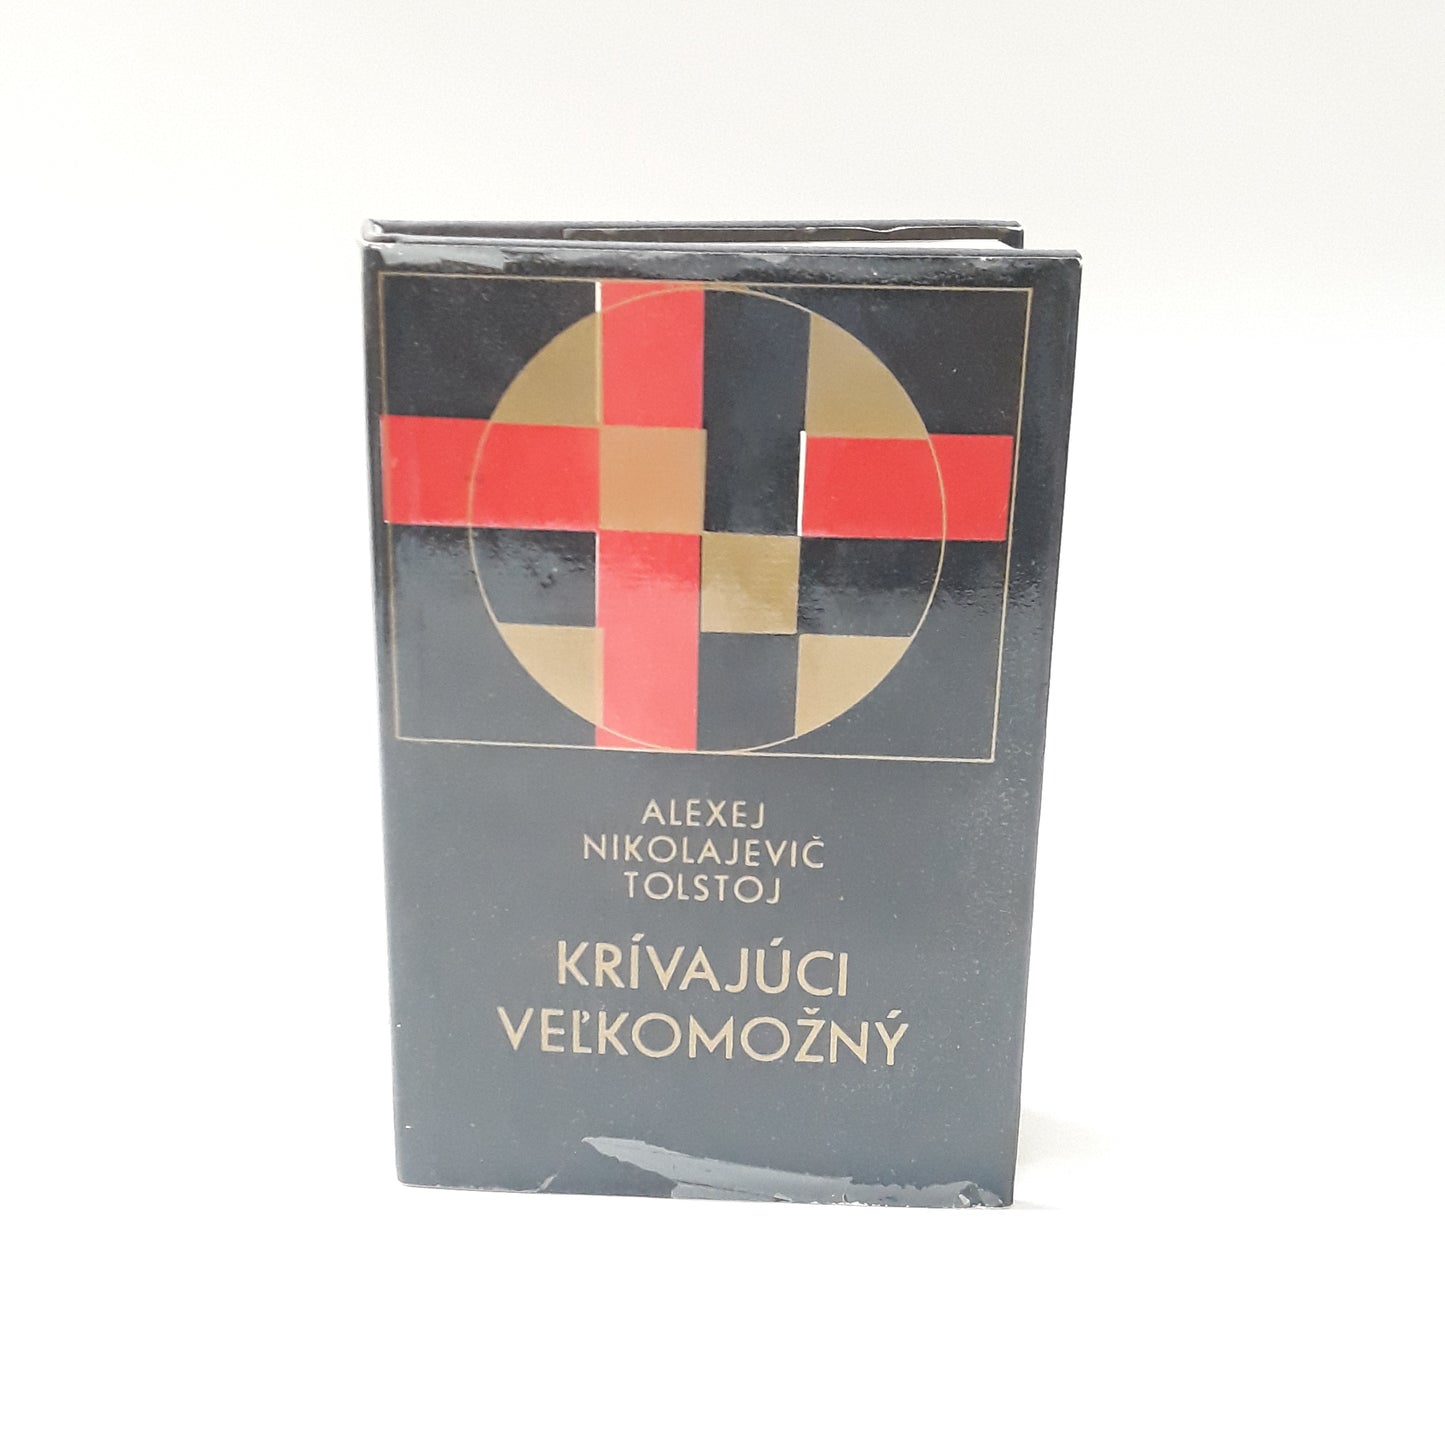 ALEXEJ
NIKOLAJEVIČ
TOLSTOJ
KRÍVAJÚCI
VEĽKOMOŽNÝ